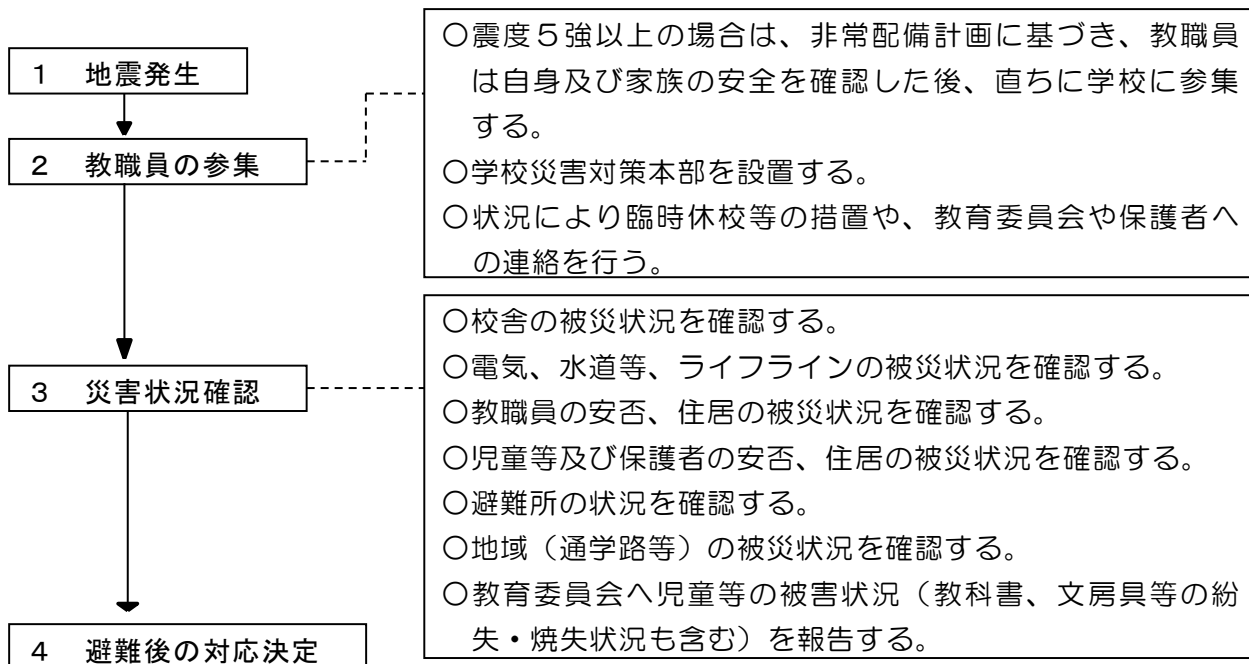 １　地震発生
２　教職員の参集
〇震度５強以上の場合は、非常配備計画に基づき、教職員
は自身及び家族の安全を確認した後、直ちに学校に参集
する。
〇学校災害対策本部を設置する。
〇状況により臨時休校等の措置や、教育委員会や保護者へ
の連絡を行う。
３　災害状況確認
〇校舎の被災状況を確認する。
〇電気、水道等、ライフラインの被災状況を確認する。
〇教職員の安否、住居の被災状況を確認する。
〇児童等及び保護者の安否、住居の被災状況を確認する。
〇避難所の状況を確認する。
〇地域（通学路等）の被災状況を確認する。
〇教育委員会へ児童等の被害状況（教科書、文房具等の紛
失・焼失状況も含む）を報告する。
４　避難後の対応決定